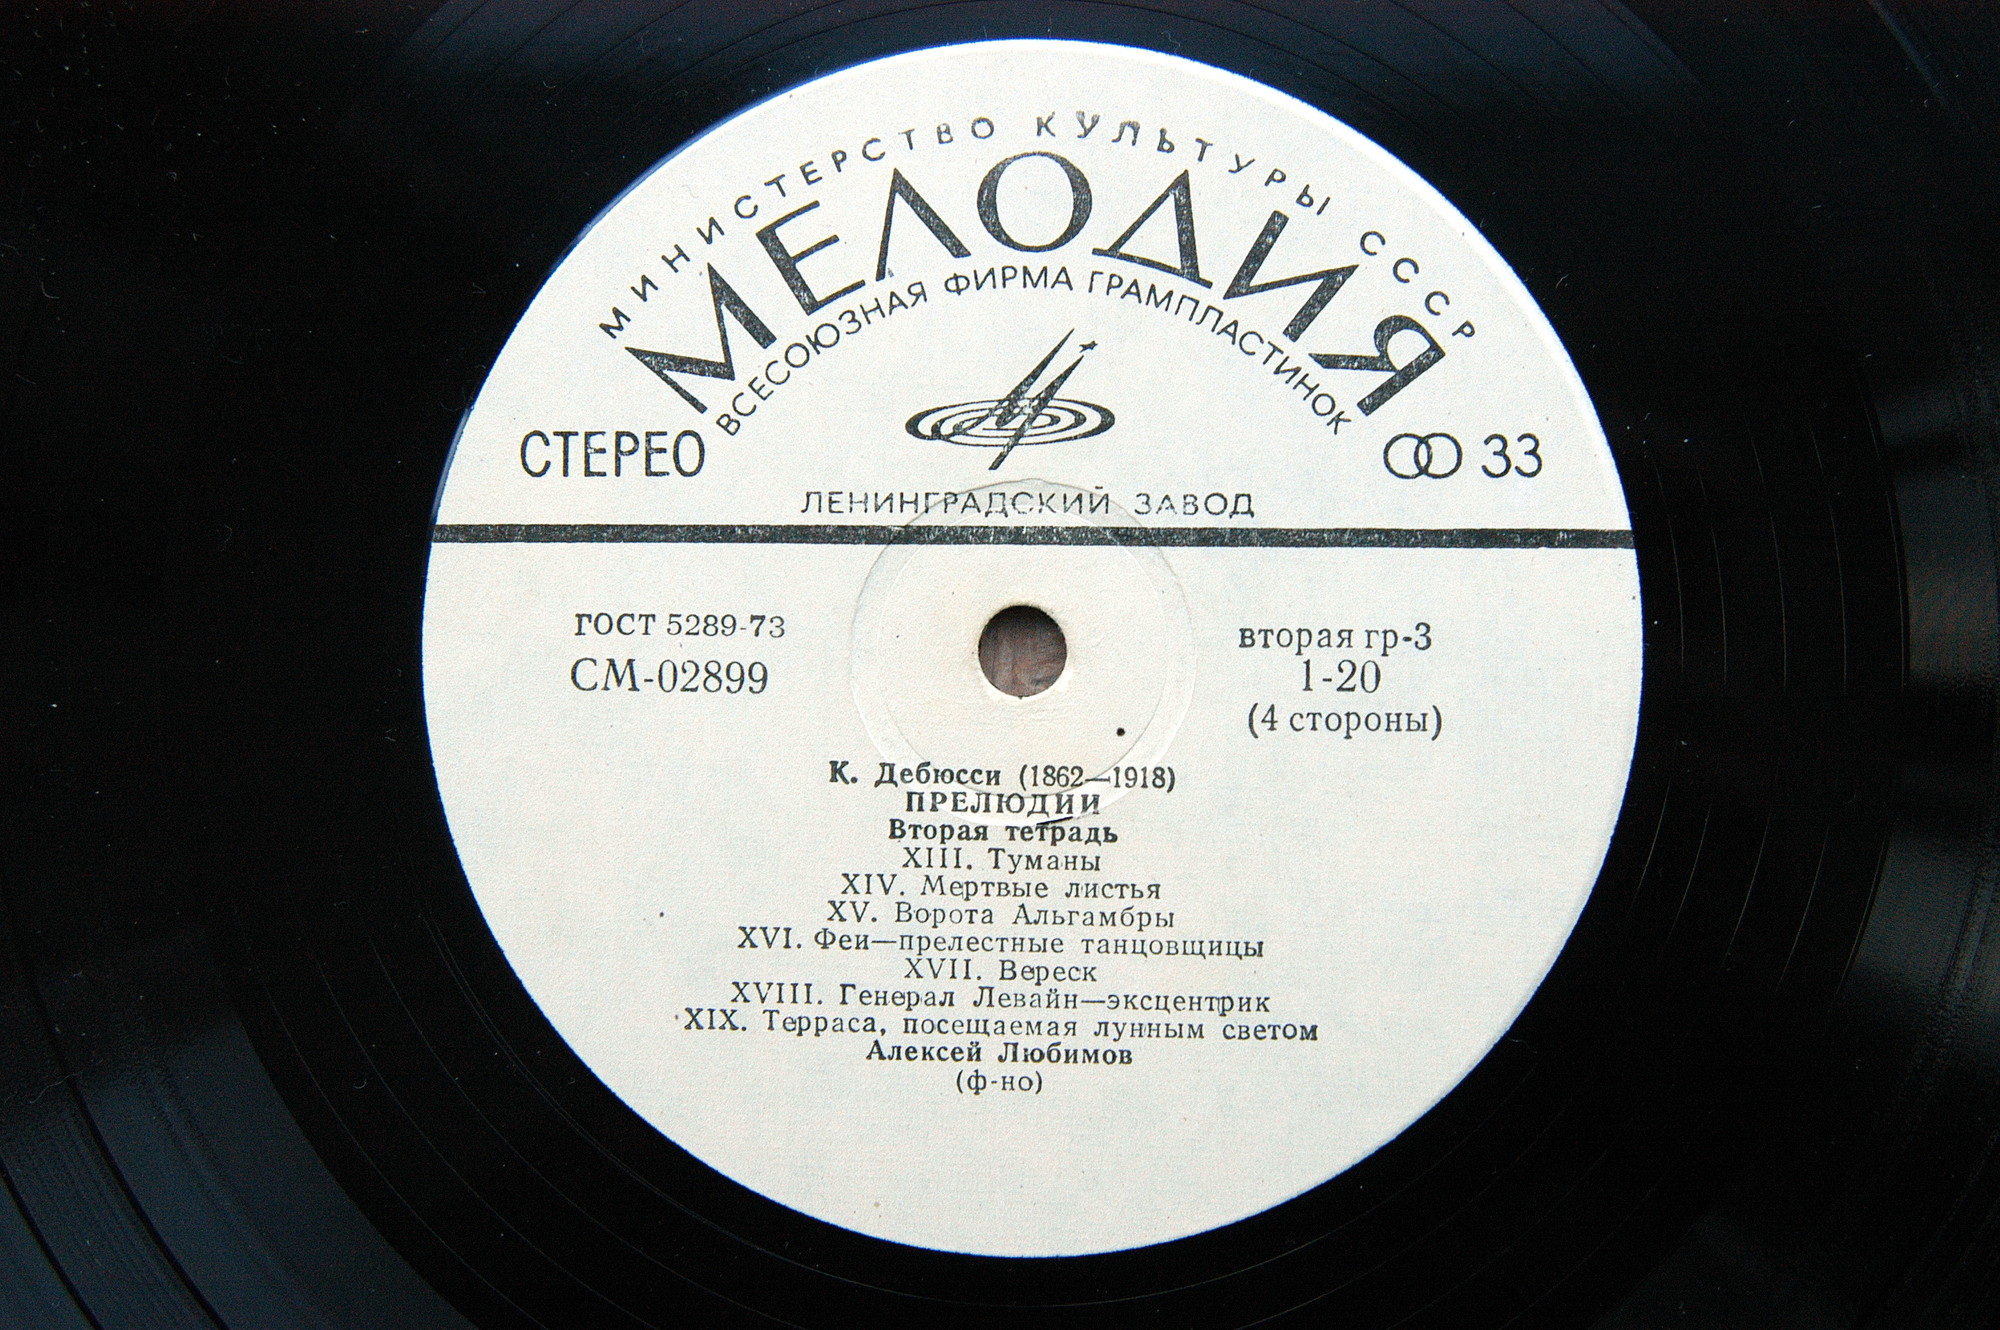 МИНИСТЕРСТВО КУЛЬТУРЫ СССР
МЕЛОДИЯ
ВСЕСОЮЗНАЯ ФИРМА ГРАМПЛАСТИНОК
СТЕРЕО
33
ЛЕНИНГРАДСКИЙ ЗАВОД
ГОСТ 5289-73
СМ-02899
вторая гр-3
1-20
(4 стороны)
К. Дебюсси (1862—1918)
ПРЕЛЮДИИ
Вторая тетрадь
XIII. Туманы
XIV. Мертвые листья
XV. Ворота Альгамбры
XVI. Феи—прелестные танцовщицы
XVII. Вереск
XVIII. Генерал Левайн—эксцентрик
XIX. Терраса, посещаемая лунным светом
Алексей Любимов
(ф-но)